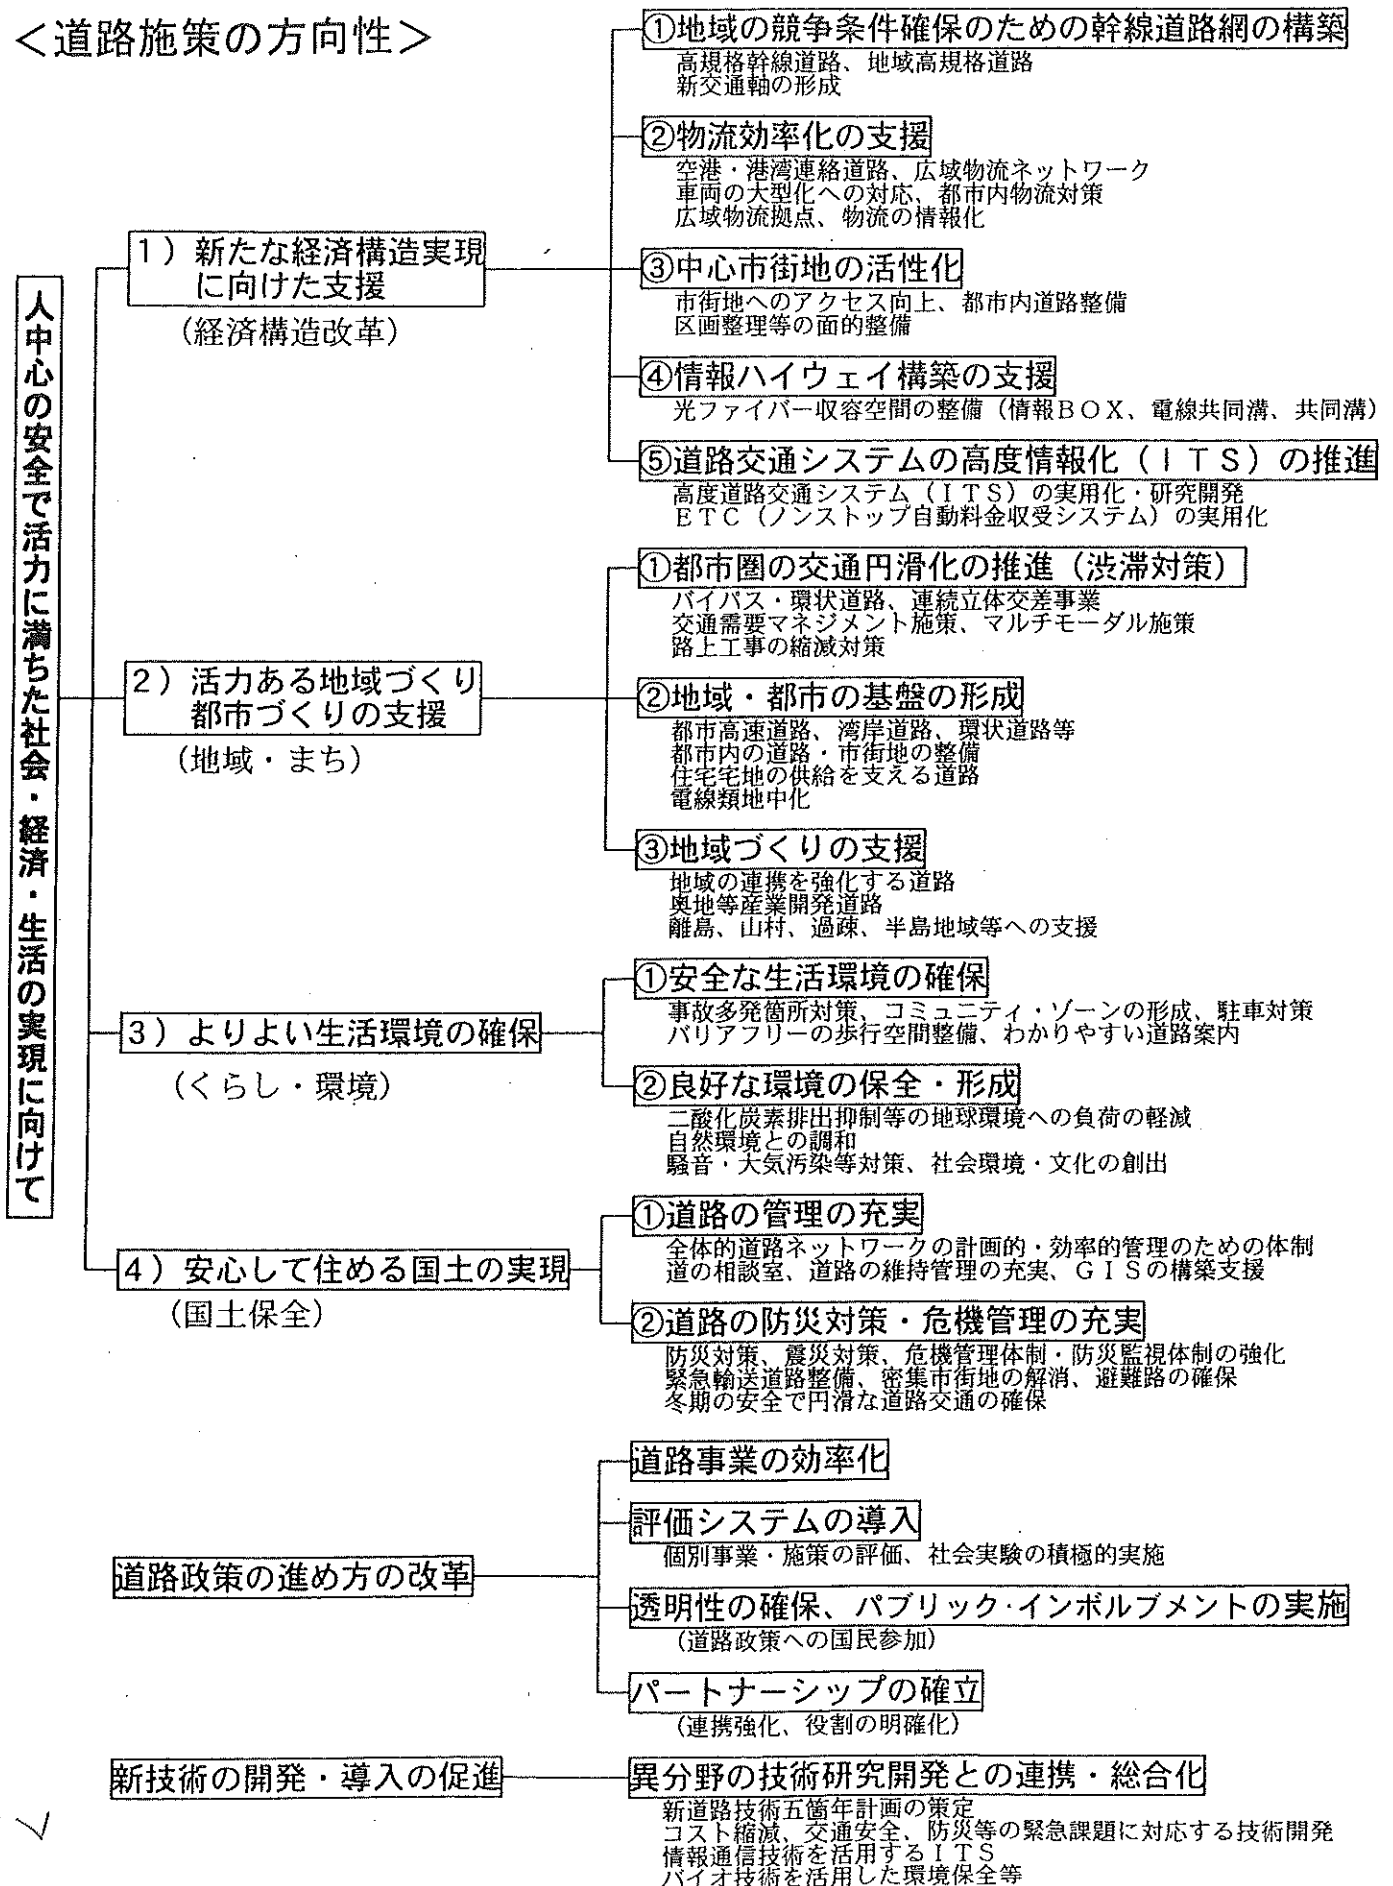 ＜道路施策の方向性＞
人中心の安全で活力に満ちた社会・経済・生活の実現に向けて
１）新たな経済構造実現
に向けた支援
（経済構造改革）
①地域の競争条件確保のための幹線道路網の構築
高規格幹線道路、地域高規格道路
新交通軸の形成
②物流効率化の支援
空港・港湾連絡道路、広域物流ネットワーク
車両の大型化への対応、都市内物流対策
広域物流拠点、物流の情報化
③中心市街地の活性化
市街地へのアクセス向上、都市内道路整備
区画整理等の面的整備
④情報ハイウェイ構築の支援
光ファイバー収容空間の整備（情報ＢＯＸ、電線共同溝、共同溝）
⑤道路交通システムの高度情報化（ＩＴＳ）の推進
高度道路交通システム（ＩＴＳ）の実用化・研究開発
ＥＴＣ（ノンストップ自動料金収受システム）の実用化
２）活力ある地域づくり
都市づくりの支援
（地域・まち）
①都市圏の交通円滑化の推進（渋滞対策）
バイパス・環状道路、連続立体交差事業
交通需要マネジメント施策、マルチモーダル施策
路上工事の縮減対策
②地域・都市の基盤の形成
都市高速道路、湾岸道路、環状道路等
都市内の道路・市街地の整備
住宅宅地の供給を支える道路
電線類地中化
③地域づくりの支援
地域の連携を強化する道路
奥地等産業開発道路
離島、山村、過疎、半島地域等への支援
３）よりよい生活環境の確保
（くらし・環境）
①安全な生活環境の確保
事故多発箇所対策、コミュニティ・ゾーンの形成、駐車対策
バリアフリーの歩行空間整備、わかりやすい道路案内
②良好な環境の保全・形成
二酸化炭素排出抑制等の地球環境への負荷の軽減
自然環境との調和
騒音・大気汚染等対策、社会環境・文化の創出
４）安心して住める国土の実現
（国土保全）
①道路の管理の充実
全体的道路ネットワークの計画的・効率的管理のための体制
道の相談室、道路の維持管理の充実、ＧＩＳの構築支援
②道路の防災対策・危機管理の充実
防災対策、震災対策、危機管理体制・防災監視体制の強化
緊急輸送道路整備、密集市街地の解消、避難路の確保
冬期の安全で円滑な道路交通の確保
道路政策の進め方の改革
道路事業の効率化
評価システムの導入
個別事業・施策の評価、社会実験の積極的実施
透明性の確保、パブリック・インボルブメントの実施
（道路政策への国民参加）
パートナーシップの確立
（連携強化、役割の明確化）
新技術の開発・導入の促進
異分野の技術研究開発との連携・総合化
新道路技術五箇年計画の策定
コスト縮減、交通安全、防災等の緊急課題に対応する技術開発
情報通信技術を活用するＩＴＳ
バイオ技術を活用した環境保全等